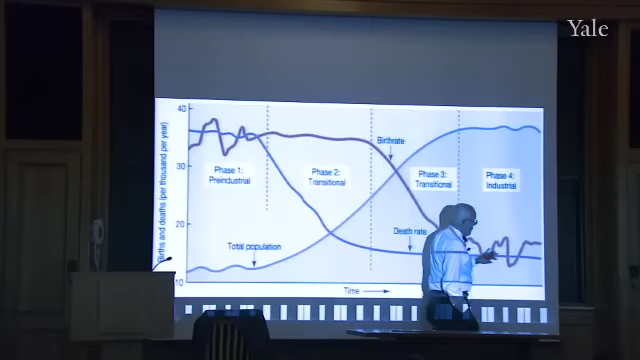 Yale
40
Births and deaths (per thousand per year)
30
20
10
Birthrate
Phase 1:
Preindustrial
Phase 2:
Transitional
Phase 3:
Transitional
Phase 4:
Industrial
Death rate
Total population
Time